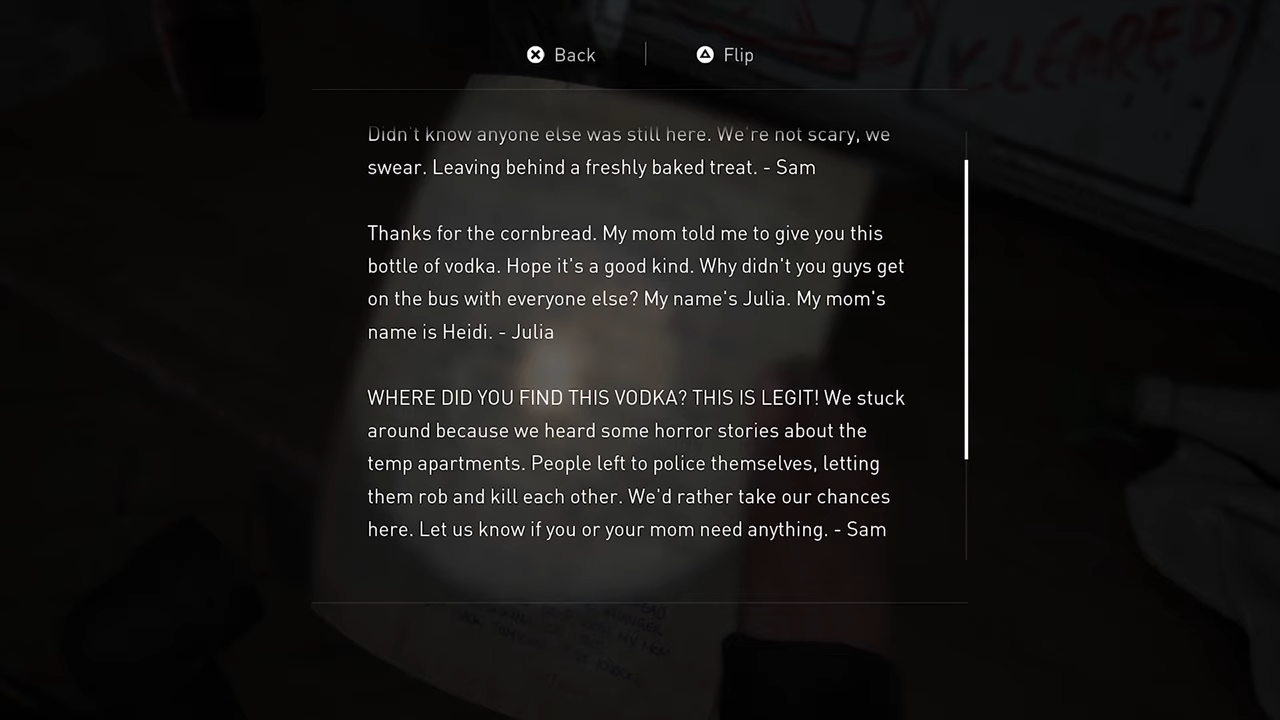 Back
Flip
Didn't know anyone else was still here. We're not scary, we
swear. Leaving behind a freshly baked treat. - Sam
Thanks for the cornbread. My mom told me to give you this
bottle of vodka. Hope it's a good kind. Why didn't you guys get
on the bus with everyone else? My name's Julia. My mom's
name is Heidi. - Julia
WHERE DID YOU FIND THIS VODKA? THIS IS LEGIT! We stuck
around because we heard some horror stories about the
temp apartments. People left to police themselves, letting
them rob and kill each other. We'd rather take our chances
here. Let us know if you or your mom need anything. - Sam